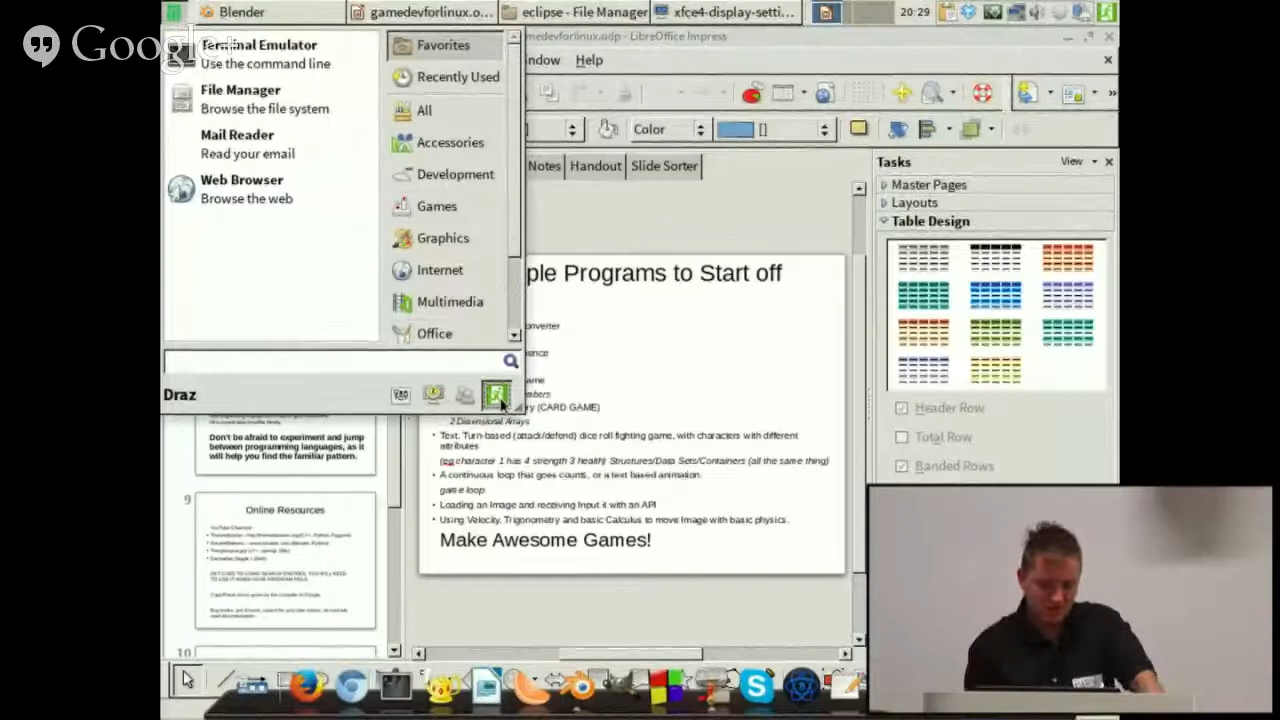 Google+
Blender
gamedevforlinux.o...
eclipse - File Manager
xfce4-display-setti...
20:29
Terminal Emulator
Use the command line
File Manager
Browse the file system
Mail Reader
Read your email
Web Browser
Browse the web
Favorites
Recently Used
All
Accessories
Development
Games
Graphics
Internet
Multimedia
Office
Draz
medevforlinux.odp - LibreOffice Impress
ndow Help
Color
Notes Handout Slide Sorter
ple Programs to Start off
onverter
ence
ame
mbers
ry (CARD GAME)
2 Dimensional Arrays
• Text, Turn-based (attack/defend) dice roll fighting game, with characters with different
attributes
(eg character 1 has 4 strength 3 health) Structures/Data Sets/Containers (all the same thing)
• A continuous loop that goes counts, or a text based animation.
game loop
• Loading an Image and receiving Input it with an API
• Using Velocity, Trigonometry and basic Calculus to move Image with basic physics.
Make Awesome Games!
Tasks
View
Master Pages
Layouts
Table Design
Header Row
Total Row
Banded Rows
Don't be afraid to experiment and jump
between programming languages, as it
will help you find the familiar pattern.
9
Online Resources
10